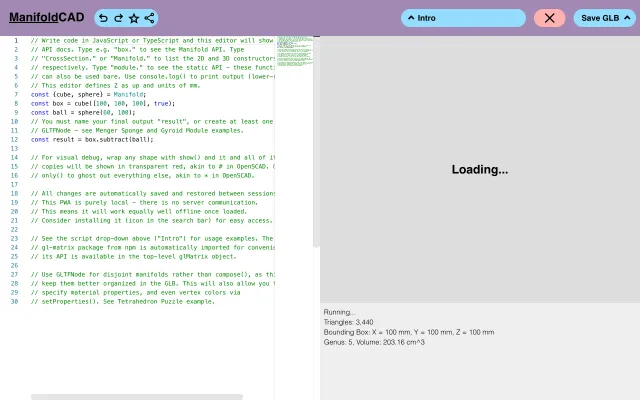 ManifoldCAD
Intro
Save GLB
1 // Write code in JavaScript or TypeScript and this editor will show
2 // API docs. Type e.g. "box." to see the Manifold API. Type
3 // "CrossSection." or "Manifold." to list the 2D and 3D constructors
4 // respectively. Type "module." to see the static API - these functi
5 // can also be used bare. Use console.log() to print output (lower-r
6 // This editor defines Z as up and units of mm.
7 const {cube, sphere} = Manifold;
8 const box = cube([100, 100, 100], true);
9 const ball = sphere(60, 100);
10 // You must name your final output "result", or create at least one
11 // GLTFNode - see Menger Sponge and Gyroid Module examples.
12 const result = box.subtract(ball);
13
14 // For visual debug, wrap any shape with show() and it and all of it
15 // copies will be shown in transparent red, akin to # in OpenSCAD.
16 // only() to ghost out everything else, akin to * in OpenSCAD.
17
18 // All changes are automatically saved and restored between sessions
19 // This PWA is purely local - there is no server communication.
20 // This means it will work equally well offline once loaded.
21 // Consider installing it (icon in the search bar) for easy access.
22
23 // See the script drop-down above ("Intro") for usage examples. The
24 // gl-matrix package from npm is automatically imported for convenie
25 // its API is available in the top-level glMatrix object.
26
27 // Use GLTFNode for disjoint manifolds rather than compose(), as thi
28 // keep them better organized in the GLB. This will also allow you t
29 // specify material properties, and even vertex colors via
30 // setProperties(). See Tetrahedron Puzzle example.
Loading...
Running...
Triangles: 3,440
Bounding Box: X = 100 mm, Y = 100 mm, Z = 100 mm
Genus: 5, Volume: 203.16 cm^3